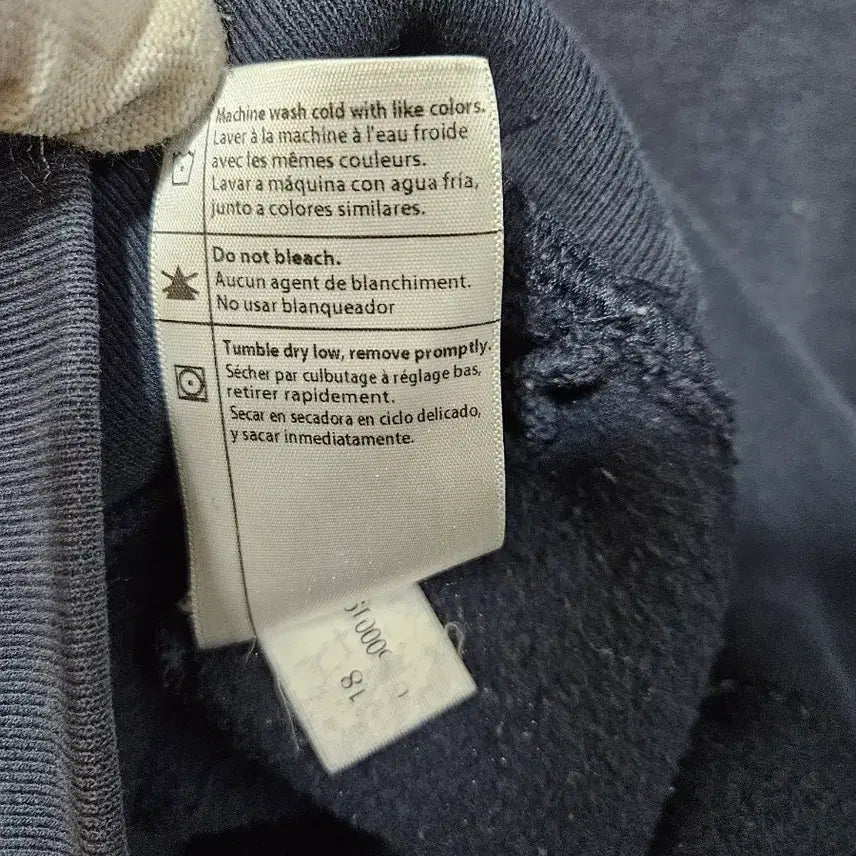 Machine wash cold with like colors.
Laver à la machine à l'eau froide
avec les mêmes couleurs.
Lavar a máquina con agua fría,
junto a colores similares.
Do not bleach.
Aucun agent de blanchiment.
No usar blanqueador
Tumble dry low, remove promptly.
Sécher par culbutage à réglage bas,
retirer rapidement.
Secar en secadora en ciclo delicado,
y sacar inmediatamente.
18